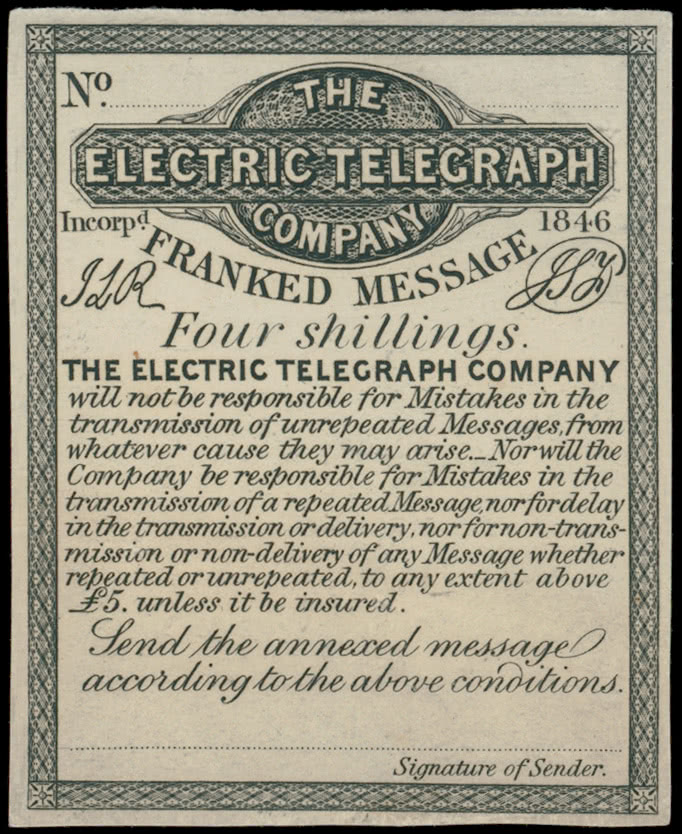 No.
THE
ELECTRIC TELEGRAPH
COMPANY
Incorpd. 1846
FRANKED MESSAGE
JLR
Four shillings.
THE ELECTRIC TELEGRAPH COMPANY
will not be responsible for Mistakes in the
transmission of unrepeated Messages, from
whatever cause they may arise._Nor will the
Company be responsible for Mistakes in the
transmission of a repeated Message, nor for delay
in the transmission or delivery, nor for non-trans-
mission or non-delivery of any Message whether
repeated or unrepeated, to any extent above
£5. unless it be insured.
Send the annexed message
according to the above conditions.
Signature of Sender.